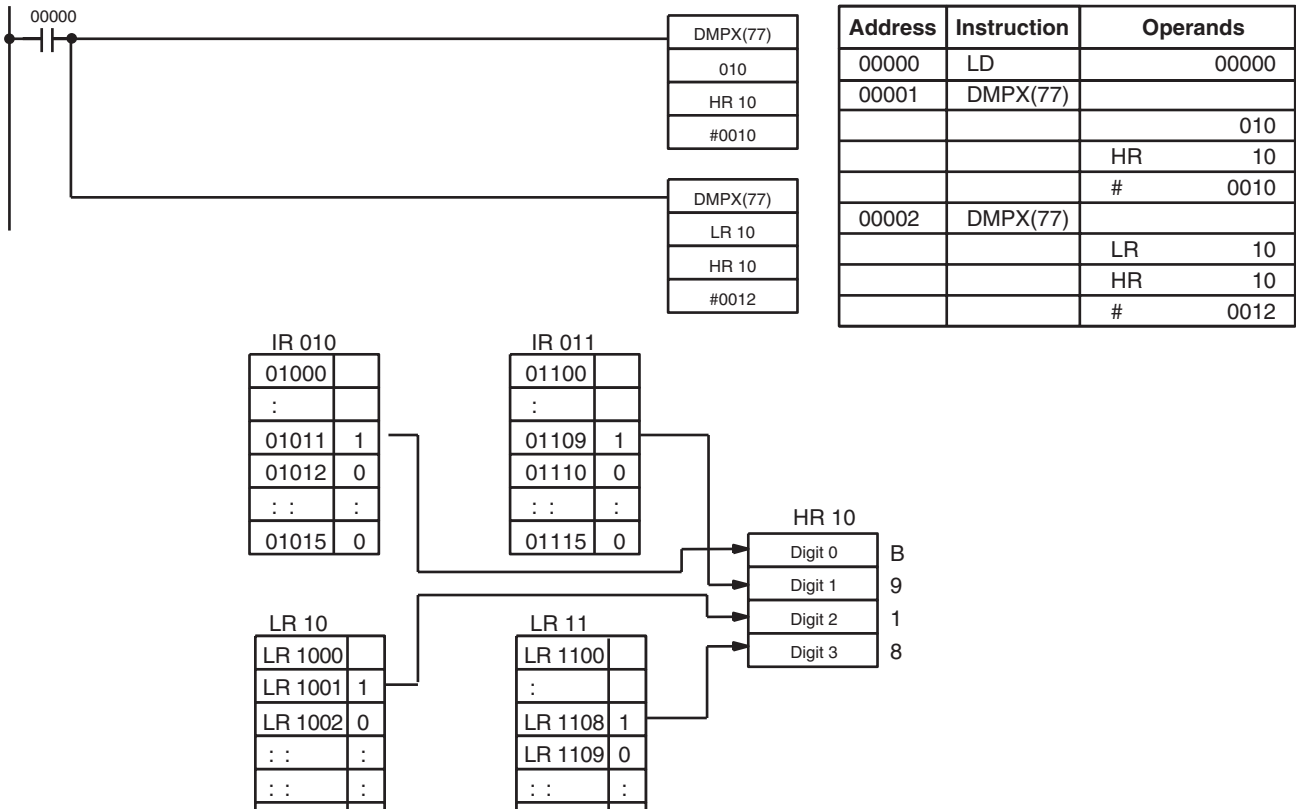 00000
DMPX(77)
010
HR 10
#0010
DMPX(77)
LR 10
HR 10
#0012
Address Instruction Operands
00000 LD 00000
00001 DMPX(77)
010
HR 10
# 0010
00002 DMPX(77)
LR 10
HR 10
# 0012
IR 010
01000
:
01011 1
01012 0
: : :
01015 0
IR 011
01100
:
01109 1
01110 0
: : :
01115 0
HR 10
Digit 0 B
Digit 1 9
Digit 2 1
Digit 3 8
LR 10
LR 1000
LR 1001 1
LR 1002 0
: : :
: : :
LR 11
LR 1100
:
LR 1108 1
LR 1109 0
: : :